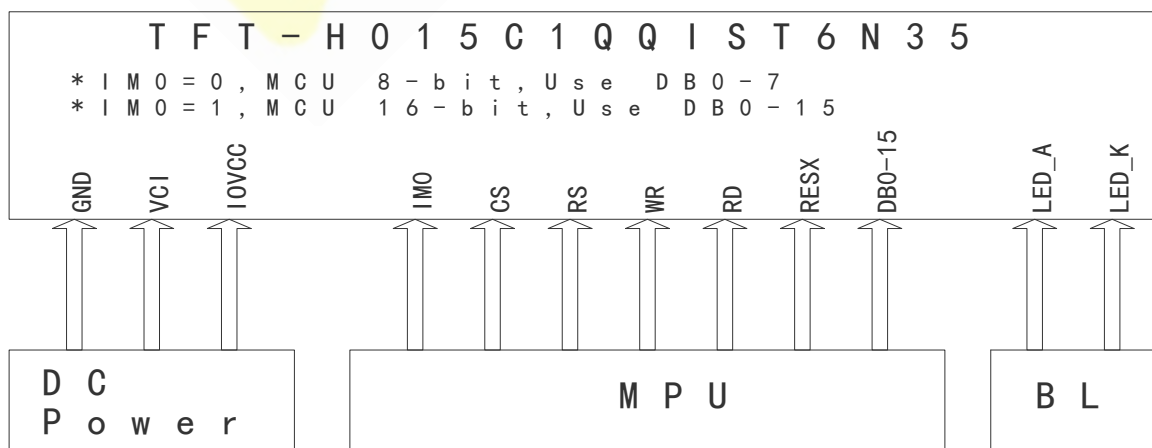 TFT-H015C1QQIST6N35
*IM0=0,MCU 8-bit,Use DB0-7
*IM0=1,MCU 16-bit,Use DB0-15
GND
VCI
IOVCC
IM0
CS
RS
WR
RD
RESX
DB0-15
LED_A
LED_K
DC
Power
MPU
BL